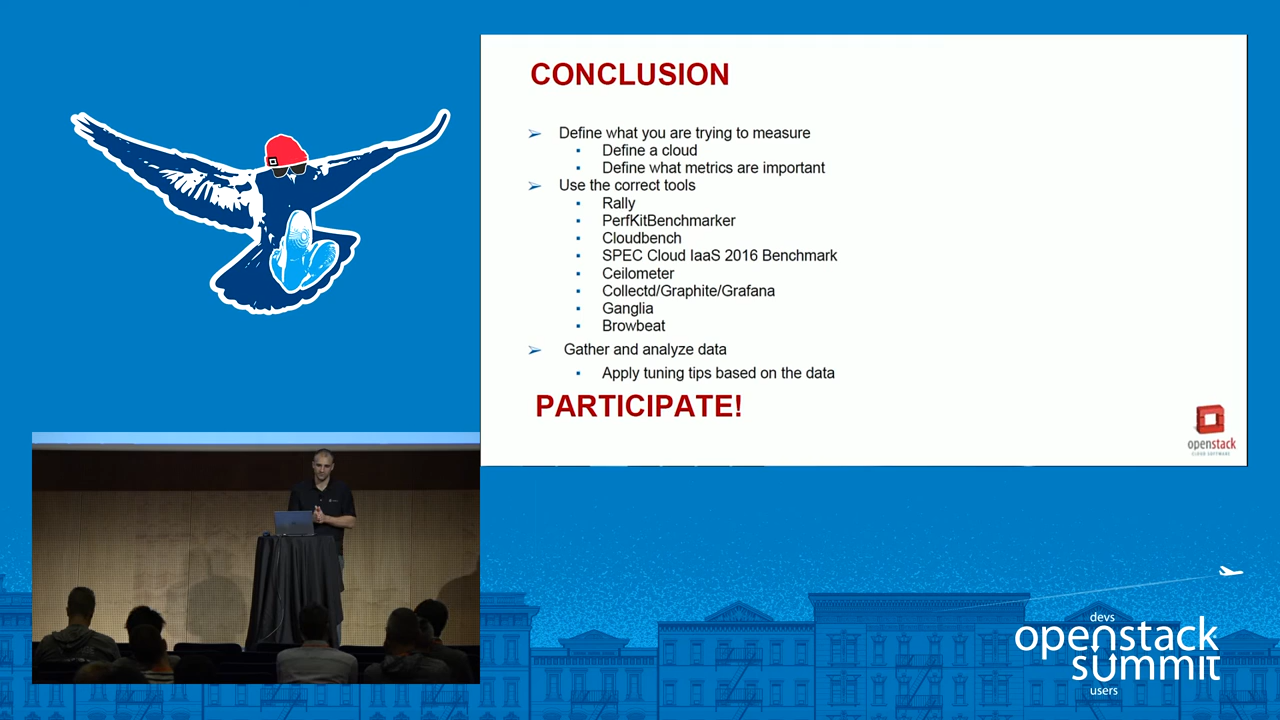 CONCLUSION
➢ Define what you are trying to measure
▪ Define a cloud
▪ Define what metrics are important
➢ Use the correct tools
▪ Rally
▪ PerfKitBenchmarker
▪ Cloudbench
▪ SPEC Cloud IaaS 2016 Benchmark
▪ Ceilometer
▪ Collectd/Graphite/Grafana
▪ Ganglia
▪ Browbeat
➢ Gather and analyze data
▪ Apply tuning tips based on the data
PARTICIPATE!
openstack
CLOUD SOFTWARE
devs
openstack
summit
users